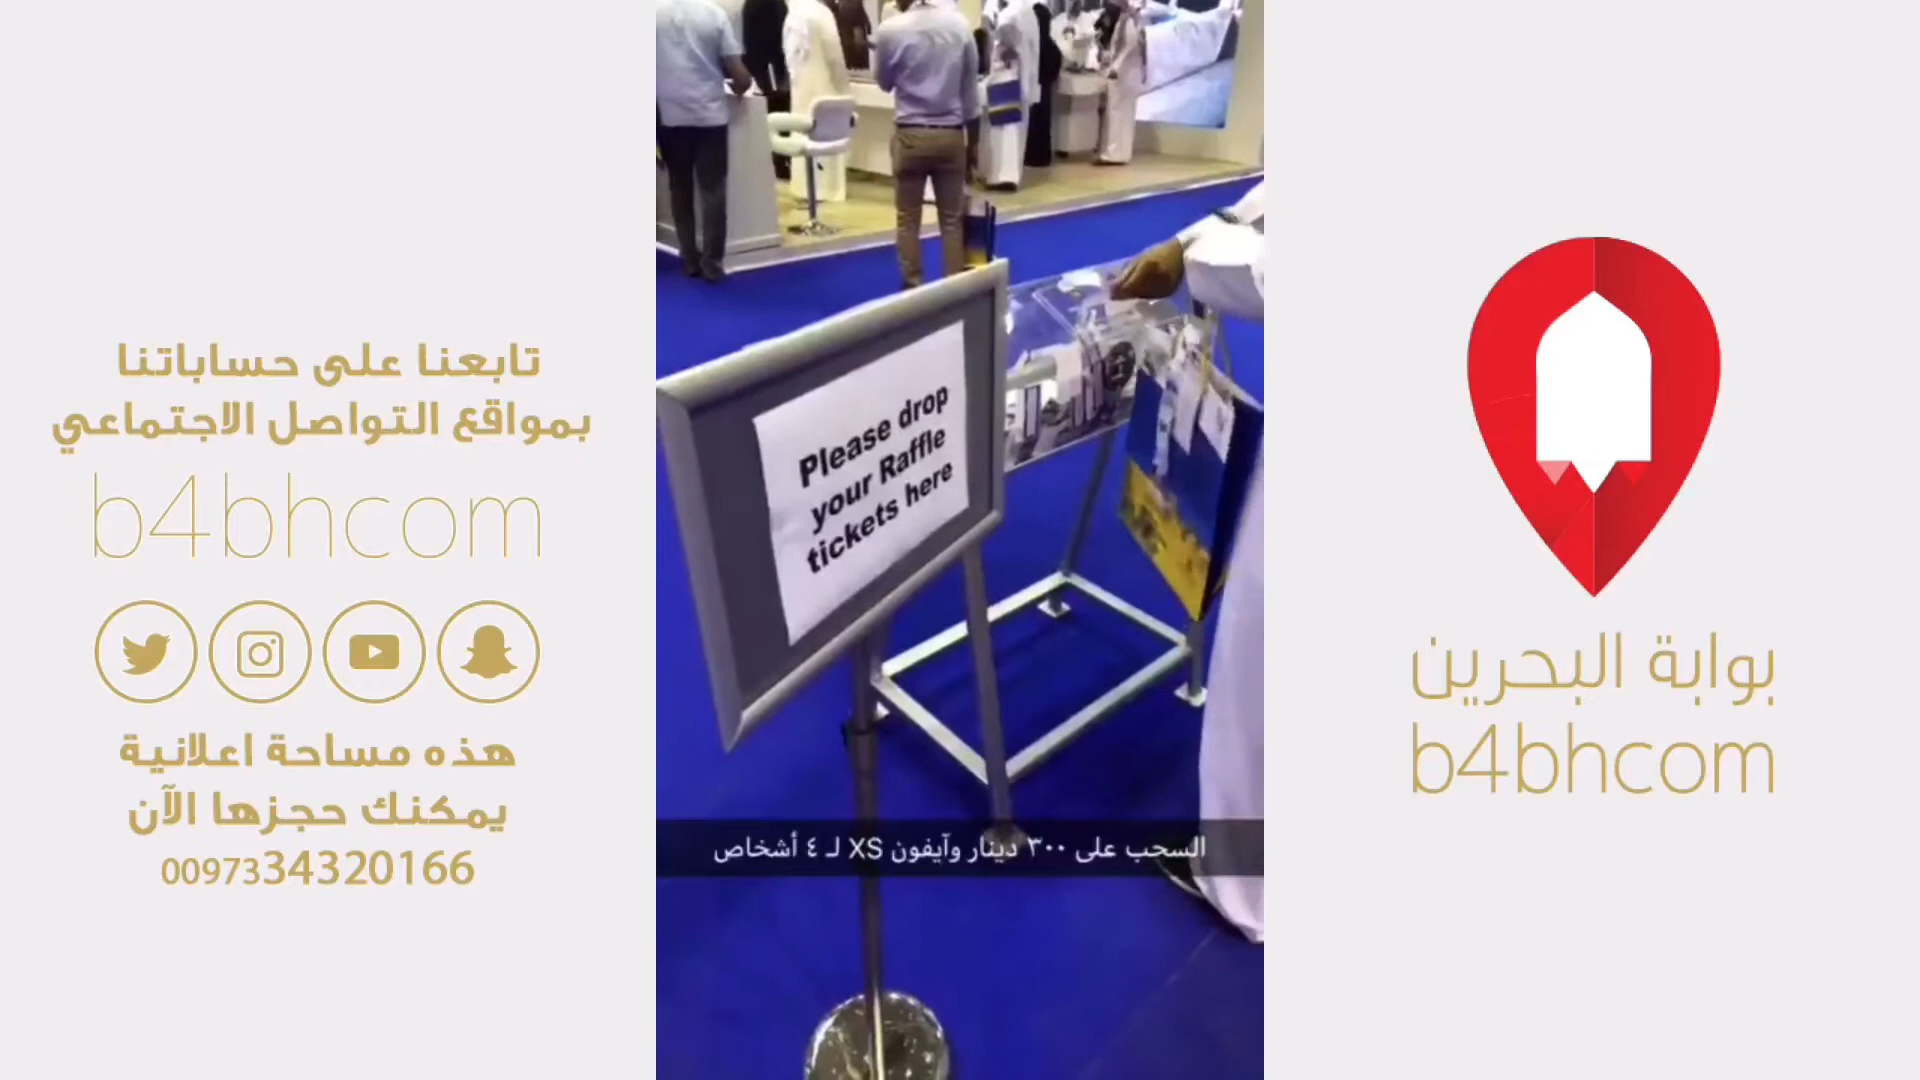 تابعنا على حساباتنا
بمواقع التواصل الاجتماعي
b4bhcom
هذه مساحة اعلانية
يمكنك حجزها الآن
0097334320166
Please drop
your Raffle
tickets here
السحب على ٣٠٠ دينار وآيفون XS لـ ٤ أشخاص
بوابة البحرين
b4bhcom